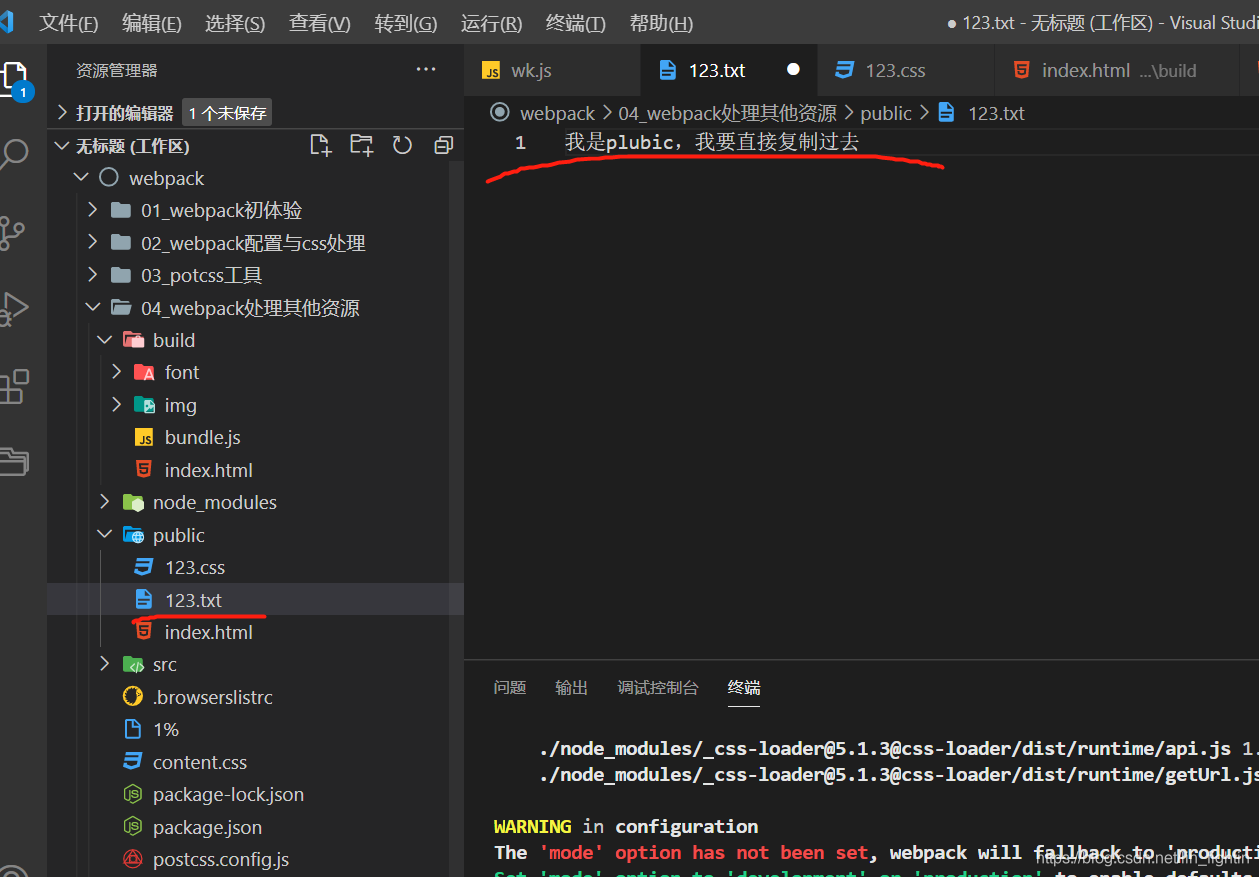 文件(F) 编辑(E) 选择(S) 查看(V) 转到(G) 运行(R) 终端(T) 帮助(H) ● 123.txt - 无标题 (工作区) - Visual Studi
资源管理器 ···
1
打开的编辑器 1 个未保存
无标题 (工作区)
webpack
01_webpack初体验
02_webpack配置与css处理
03_potcss工具
04_webpack处理其他资源
build
font
img
bundle.js
index.html
node_modules
public
123.css
123.txt
index.html
src
.browserslistrc
1%
content.css
package-lock.json
package.json
postcss.config.js
wk.js 123.txt 123.css index.html ...\build
webpack > 04_webpack处理其他资源 > public > 123.txt
1 我是plubic，我要直接复制过去
问题 输出 调试控制台 终端
./node_modules/_css-loader@5.1.3@css-loader/dist/runtime/api.js 1.
./node_modules/_css-loader@5.1.3@css-loader/dist/runtime/getUrl.js
WARNING in configuration
The 'mode' option has not been set, webpack will fallback to 'producti
Set 'mode' option to 'development' or 'production' to enable defaults